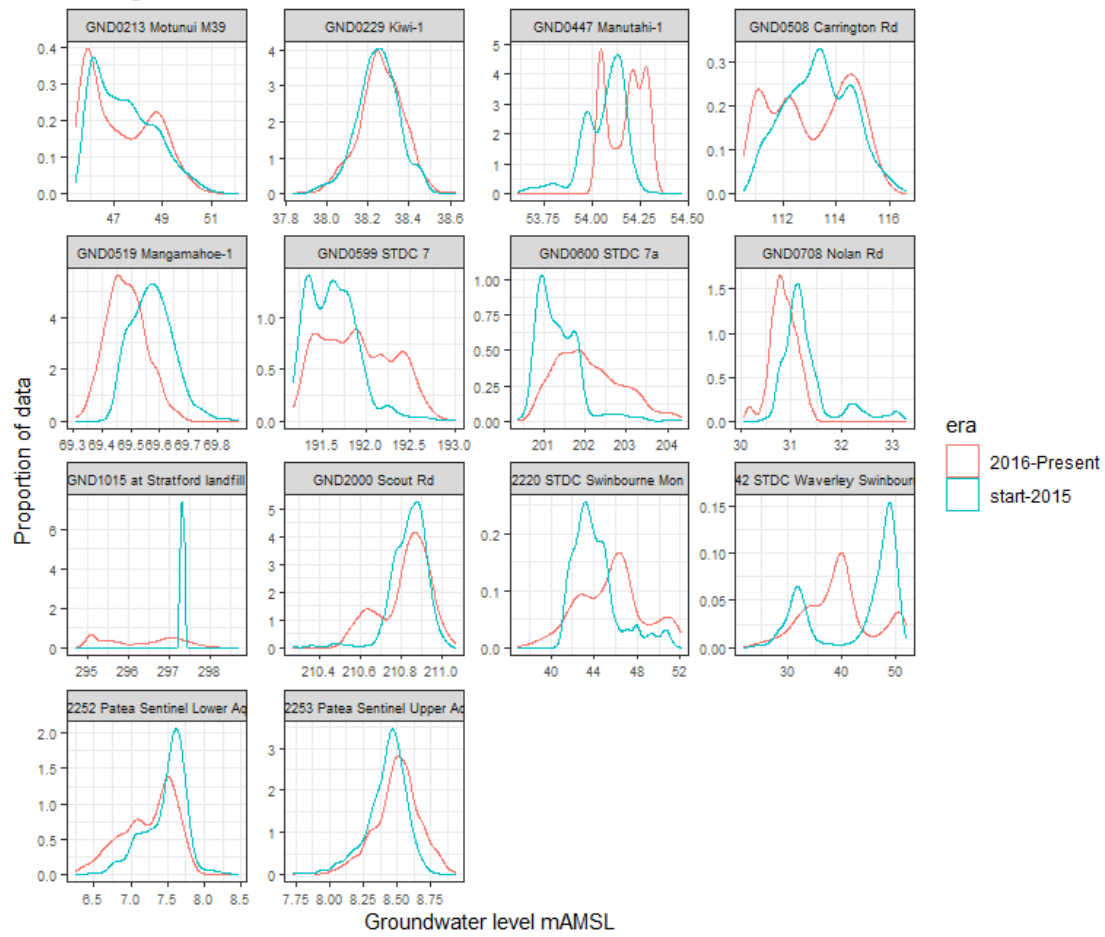 GND0213 Motunui M39 GND0229 Kiwi-1 GND0447 Manutahi-1 GND0508 Carrington Rd
0.4
0.3
0.2
0.1
0.0
47 49 51
4
3
2
1
0
37.8 38.0 38.2 38.4 38.6
5
4
3
2
1
0
53.75 54.00 54.25 54.50
0.3
0.2
0.1
0.0
112 114 116
GND0519 Mangamahoe-1 GND0599 STDC 7 GND0600 STDC 7a GND0708 Nolan Rd
4
2
0
69.3 69.4 69.5 69.6 69.7 69.8
1.0
0.5
0.0
191.5 192.0 192.5 193.0
1.00
0.75
0.50
0.25
0.00
201 202 203 204
1.5
1.0
0.5
0.0
30 31 32 33
GND1015 at Stratford landfill GND2000 Scout Rd 2220 STDC Swinbourne Mon 42 STDC Waverley Swinbour
6
4
2
0
295 296 297 298
5
4
3
2
1
0
210.4 210.6 210.8 211.0
0.2
0.1
0.0
40 44 48 52
0.15
0.10
0.05
0.00
30 40 50
2252 Patea Sentinel Lower Aq 2253 Patea Sentinel Upper Aq
2.0
1.5
1.0
0.5
0.0
6.5 7.0 7.5 8.0 8.5
3
2
1
0
7.75 8.00 8.25 8.50 8.75
Proportion of data
Groundwater level mAMSL
era
2016-Present
start-2015